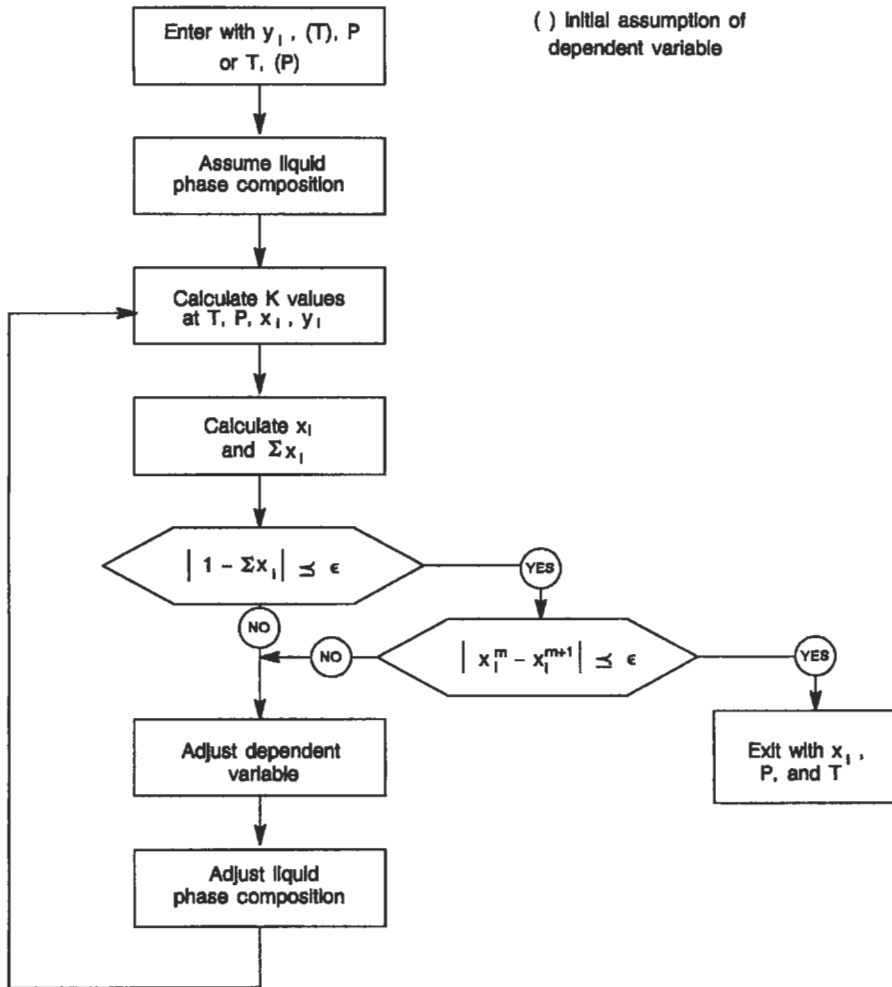 Enter with y_i , (T), P
or T, (P)
( ) initial assumption of
dependent variable
Assume liquid
phase composition
Calculate K values
at T, P, x_i , y_i
Calculate x_i
and Σx_i
| 1 - Σx_i | ≤ ϵ
YES
NO
| x_i^m - x_i^{m+1} | ≤ ϵ
NO
YES
Adjust dependent
variable
Exit with x_i ,
P, and T
Adjust liquid
phase composition